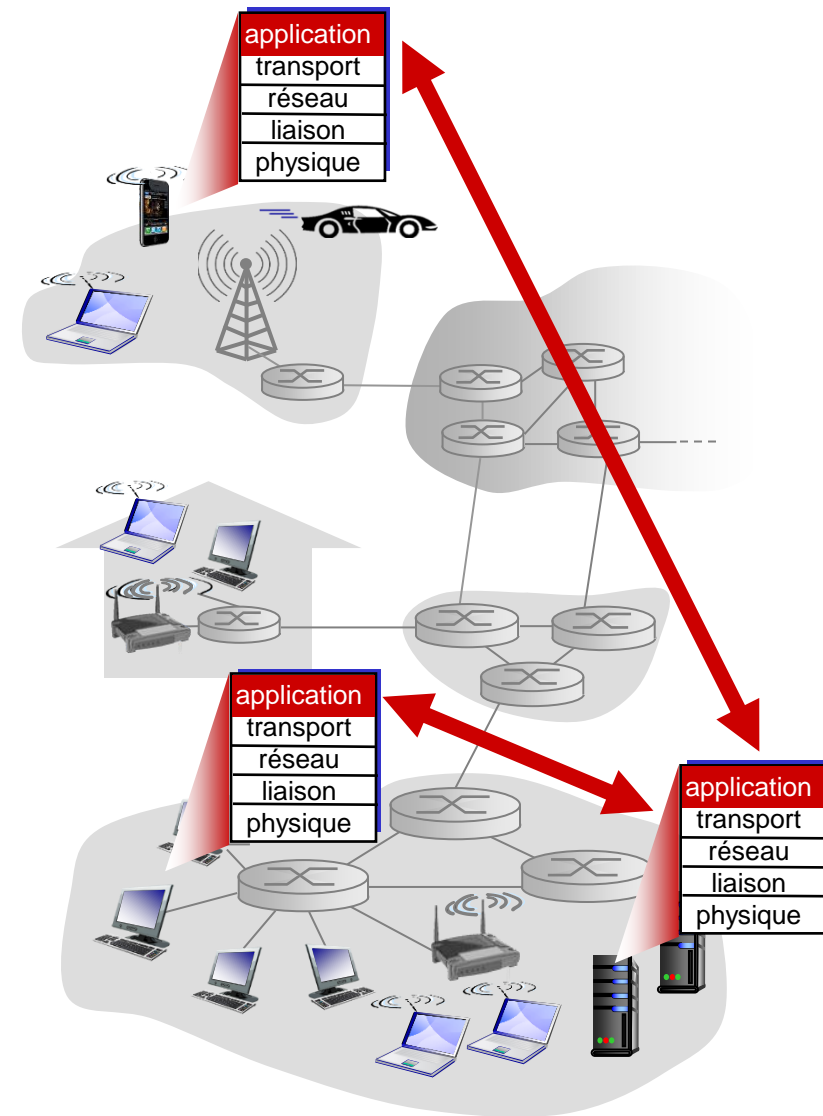 application
transport
réseau
liaison
physique
application
transport
réseau
liaison
physique
application
transport
réseau
liaison
physique